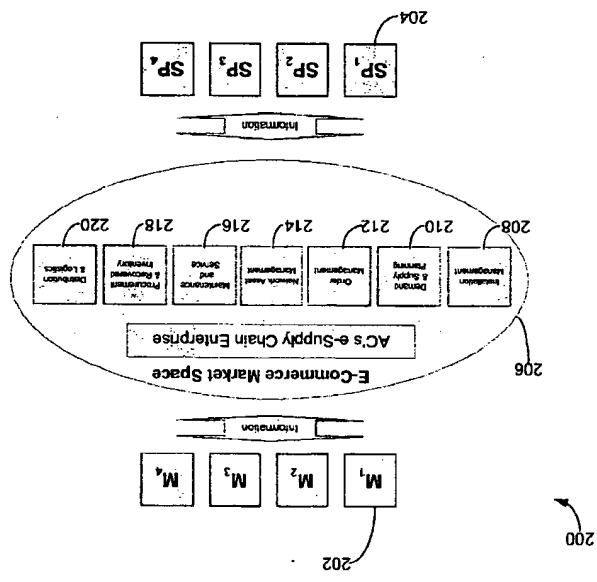 200
202
M1
M2
M3
M4
Information
206
E-Commerce Market Space
AC's e-Supply Chain Enterprise
Installation
Management
Demand
& Supply
Planning
Order
Management
Network Asset
Management
Maintenance
and
Service
Procurement
& Recovered
Inventory
Distribution
& Logistics
208
210
212
214
216
218
220
Information
SP1
SP2
SP3
SP4
204